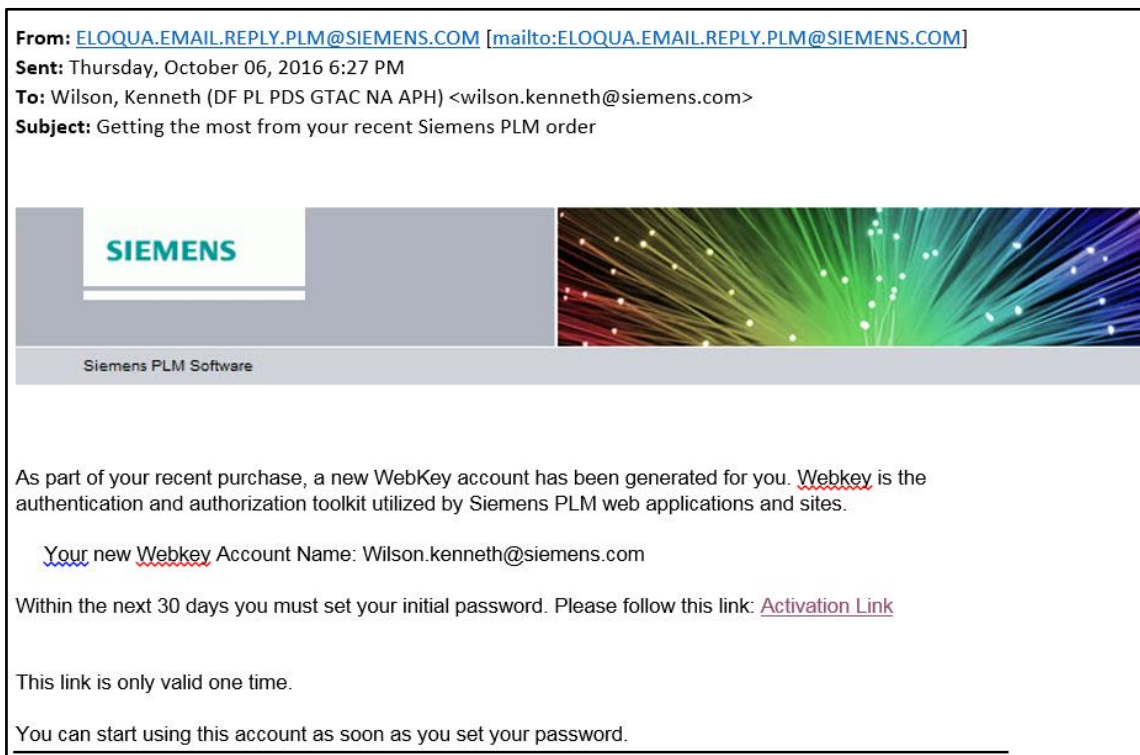 From: ELOQUA.EMAIL.REPLY.PLM@SIEMENS.COM [mailto:ELOQUA.EMAIL.REPLY.PLM@SIEMENS.COM]
Sent: Thursday, October 06, 2016 6:27 PM
To: Wilson, Kenneth (DF PL PDS GTAC NA APH) <wilson.kenneth@siemens.com>
Subject: Getting the most from your recent Siemens PLM order
SIEMENS
Siemens PLM Software
As part of your recent purchase, a new WebKey account has been generated for you. Webkey is the
authentication and authorization toolkit utilized by Siemens PLM web applications and sites.
Your new Webkey Account Name: Wilson.kenneth@siemens.com
Within the next 30 days you must set your initial password. Please follow this link: Activation Link
This link is only valid one time.
You can start using this account as soon as you set your password.